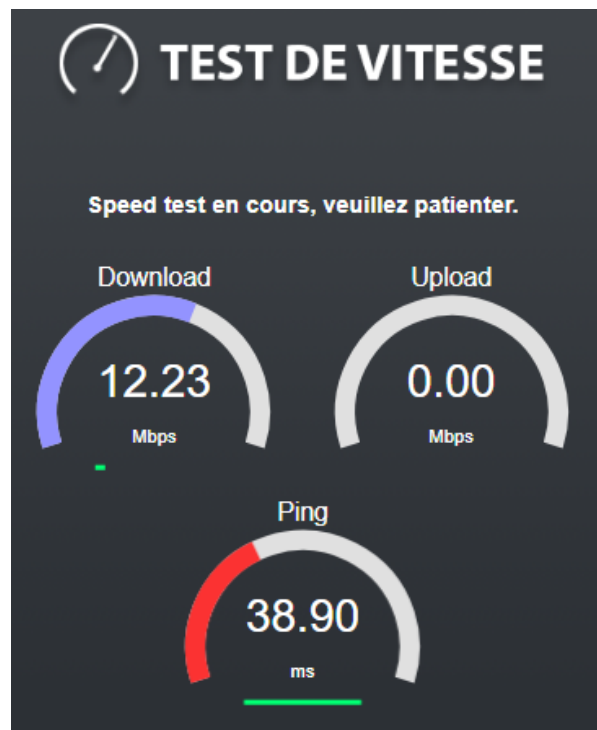 TEST DE VITESSE
Speed test en cours, veuillez patienter.
Download
12.23
Mbps
Upload
0.00
Mbps
Ping
38.90
ms